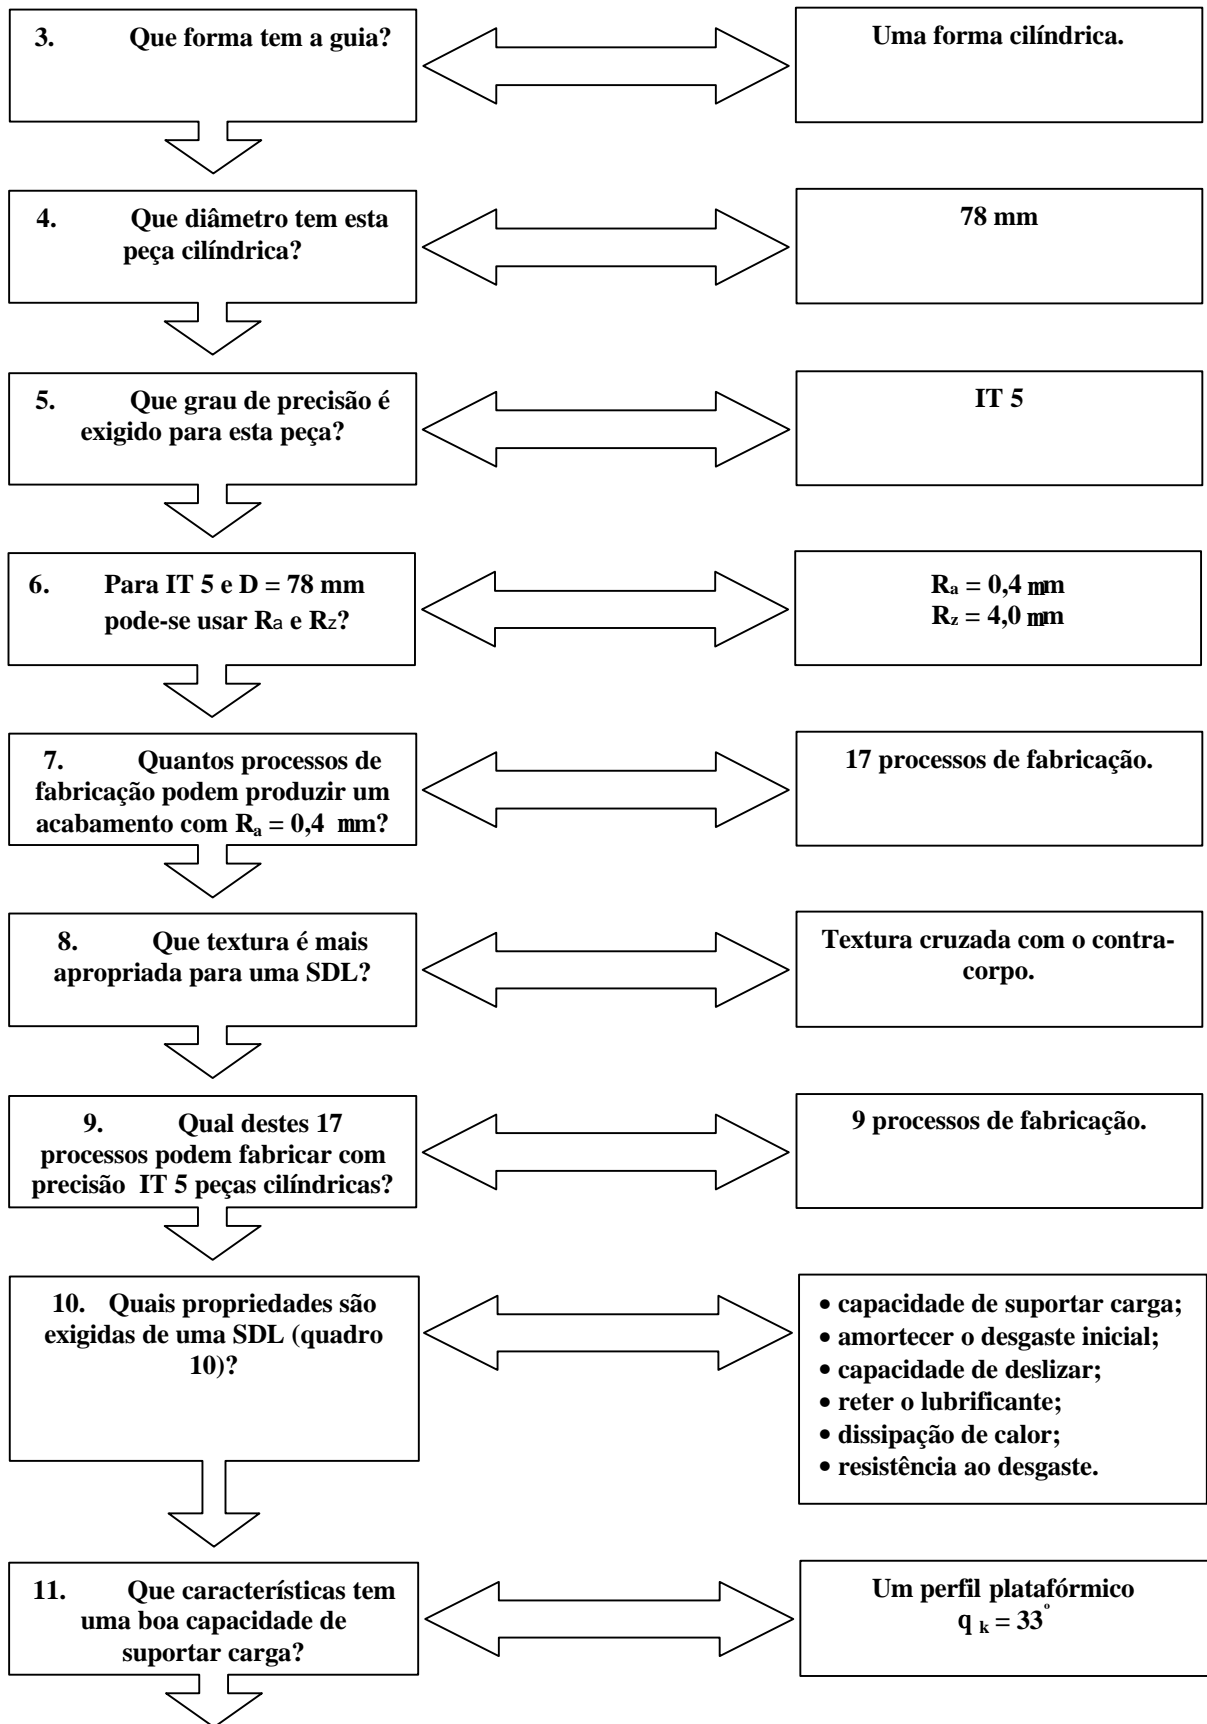 3. Que forma tem a guia?
Uma forma cilíndrica.
4. Que diâmetro tem esta
peça cilíndrica?
78 mm
5. Que grau de precisão é
exigido para esta peça?
IT 5
6. Para IT 5 e D = 78 mm
pode-se usar Ra e Rz?
Ra = 0,4 mm
Rz = 4,0 mm
7. Quantos processos de
fabricação podem produzir um
acabamento com Ra = 0,4 mm?
17 processos de fabricação.
8. Que textura é mais
apropriada para uma SDL?
Textura cruzada com o contra-
corpo.
9. Qual destes 17
processos podem fabricar com
precisão IT 5 peças cilíndricas?
9 processos de fabricação.
10. Quais propriedades são
exigidas de uma SDL (quadro
10)?
• capacidade de suportar carga;
• amortecer o desgaste inicial;
• capacidade de deslizar;
• reter o lubrificante;
• dissipação de calor;
• resistência ao desgaste.
11. Que características tem
uma boa capacidade de
suportar carga?
Um perfil platafórmico
q k = 33°